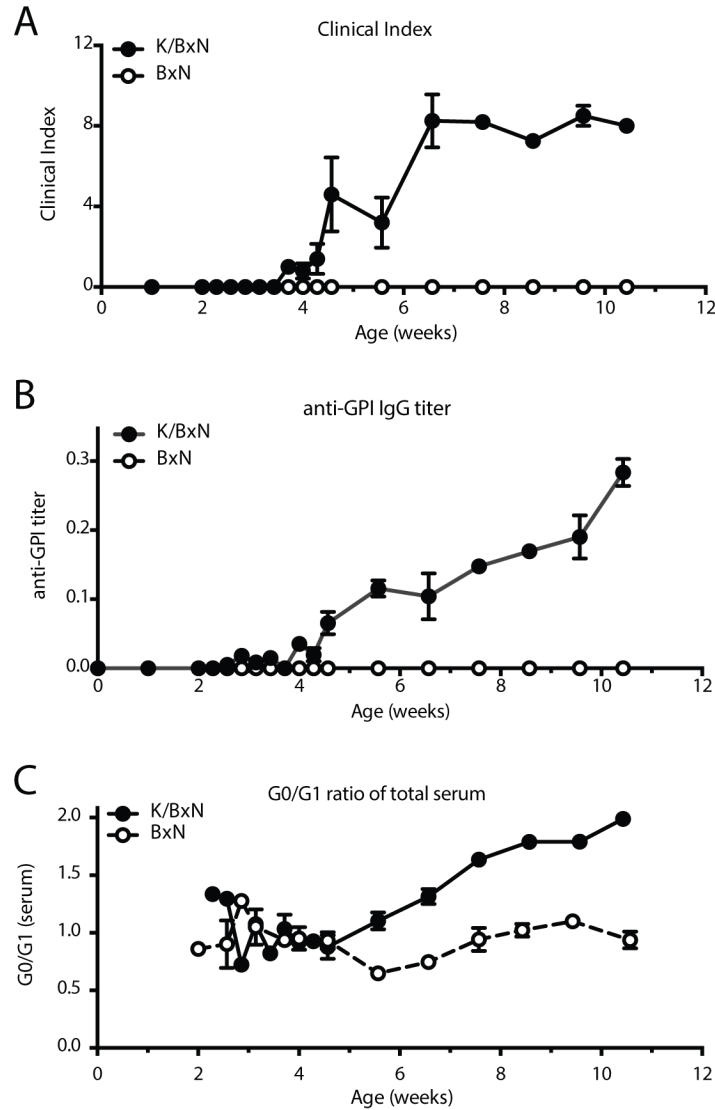 A
Clinical Index
K/BxN
BxN
12
8
4
0
Clinical Index
0 2 4 6 8 10 12
Age (weeks)
B
anti-GPI IgG titer
K/BxN
BxN
0.3
0.2
0.1
0.0
anti-GPI titer
0 2 4 6 8 10 12
Age (weeks)
C
G0/G1 ratio of total serum
K/BxN
BxN
2.0
1.5
1.0
0.5
0.0
G0/G1 (serum)
0 2 4 6 8 10 12
Age (weeks)